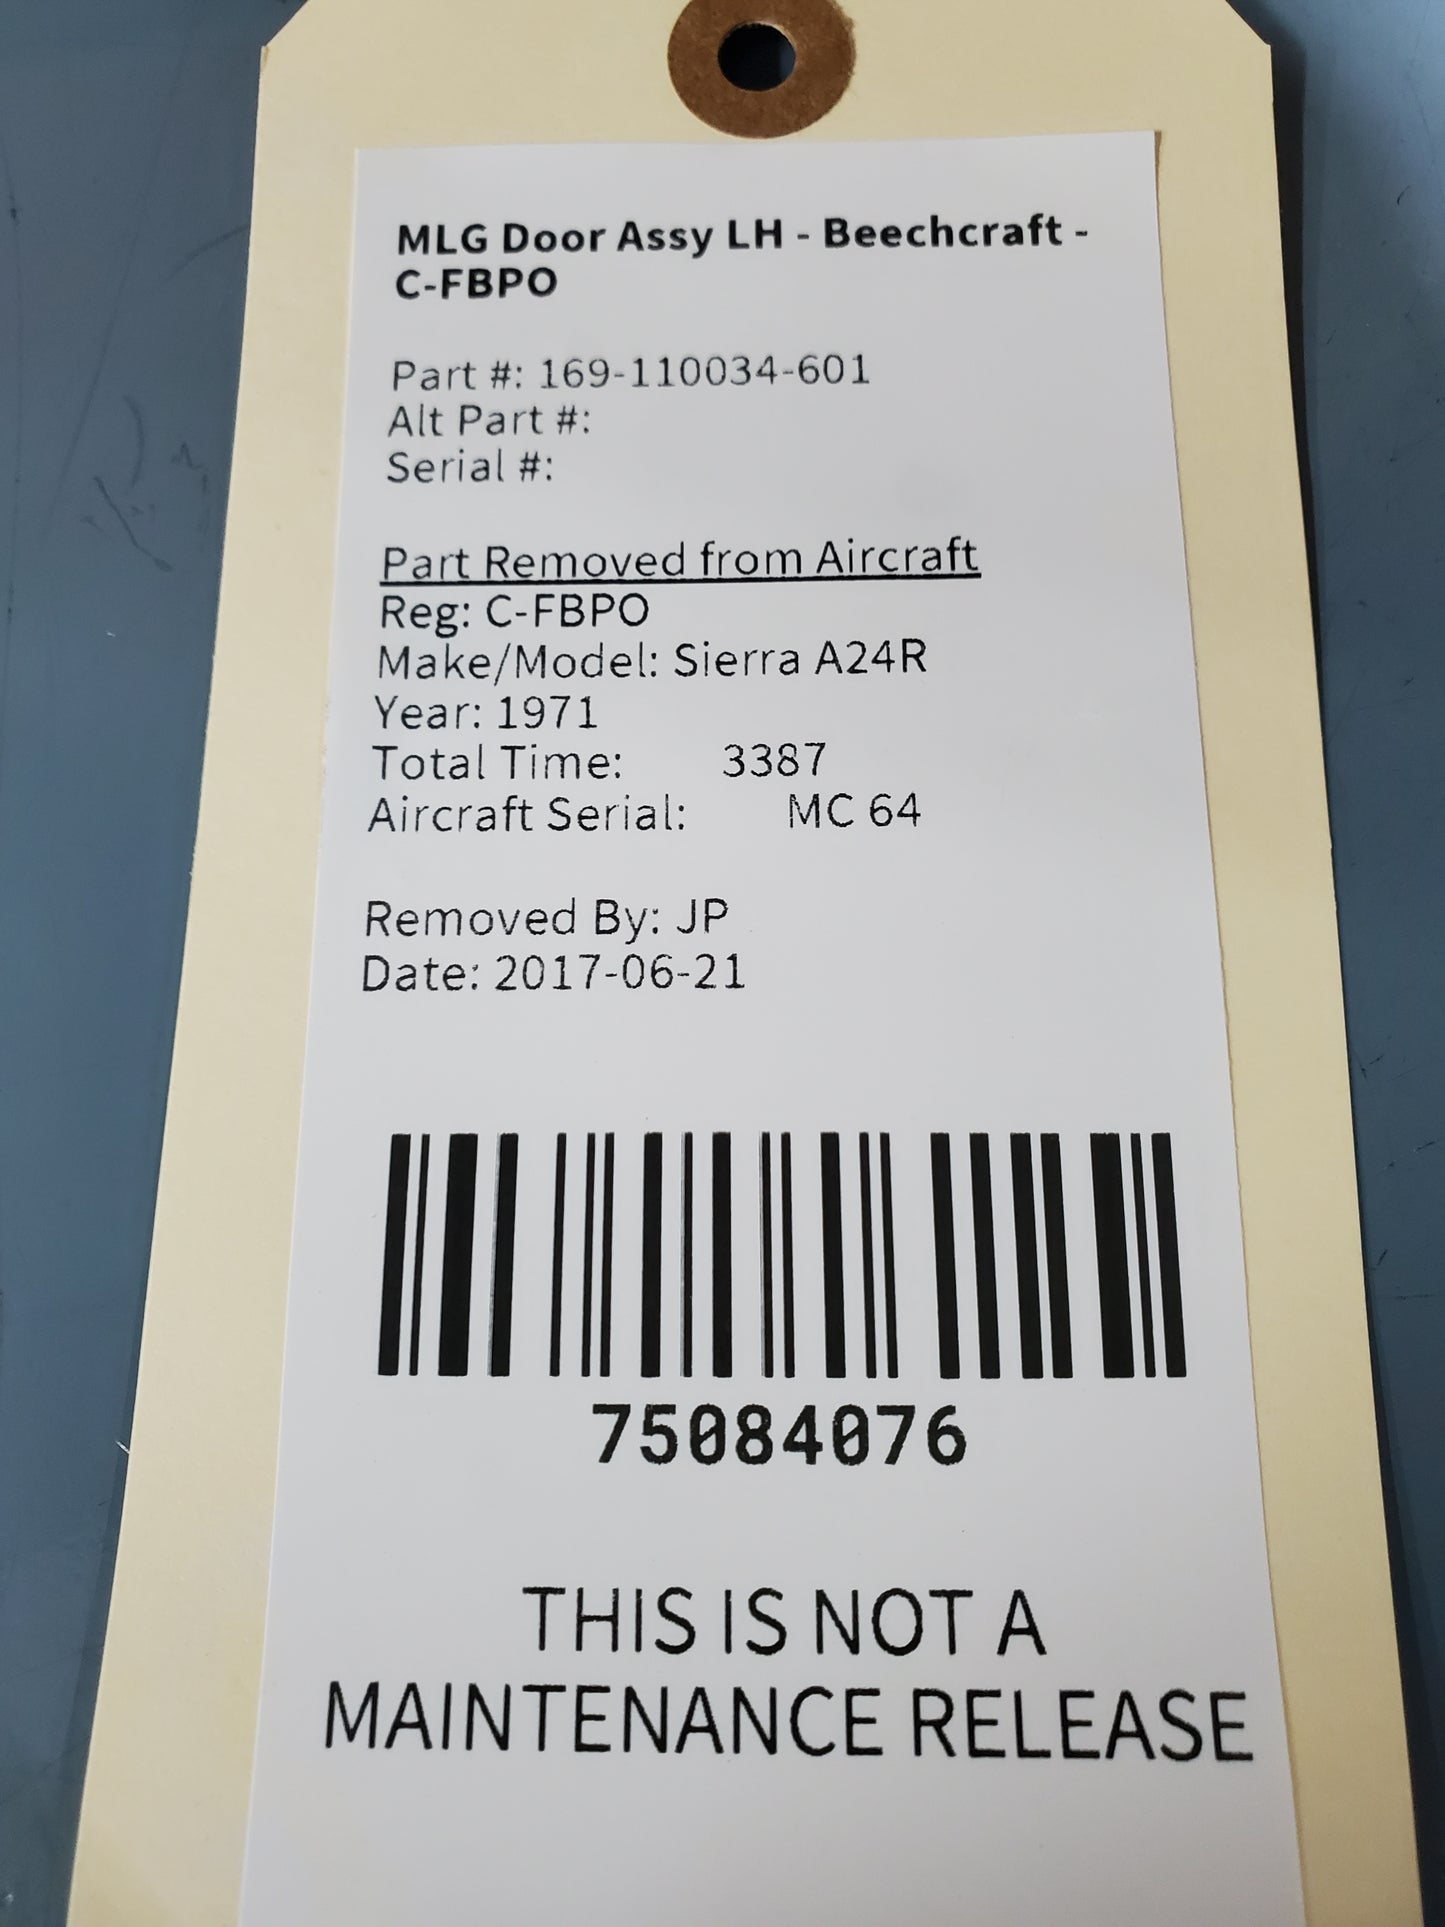 MLG Door Assy LH - Beechcraft -
C-FBPO
Part #: 169-110034-601
Alt Part #:
Serial #:
Part Removed from Aircraft
Reg: C-FBPO
Make/Model: Sierra A24R
Year: 1971
Total Time: 3387
Aircraft Serial: MC 64
Removed By: JP
Date: 2017-06-21
75084076
THIS IS NOT A
MAINTENANCE RELEASE